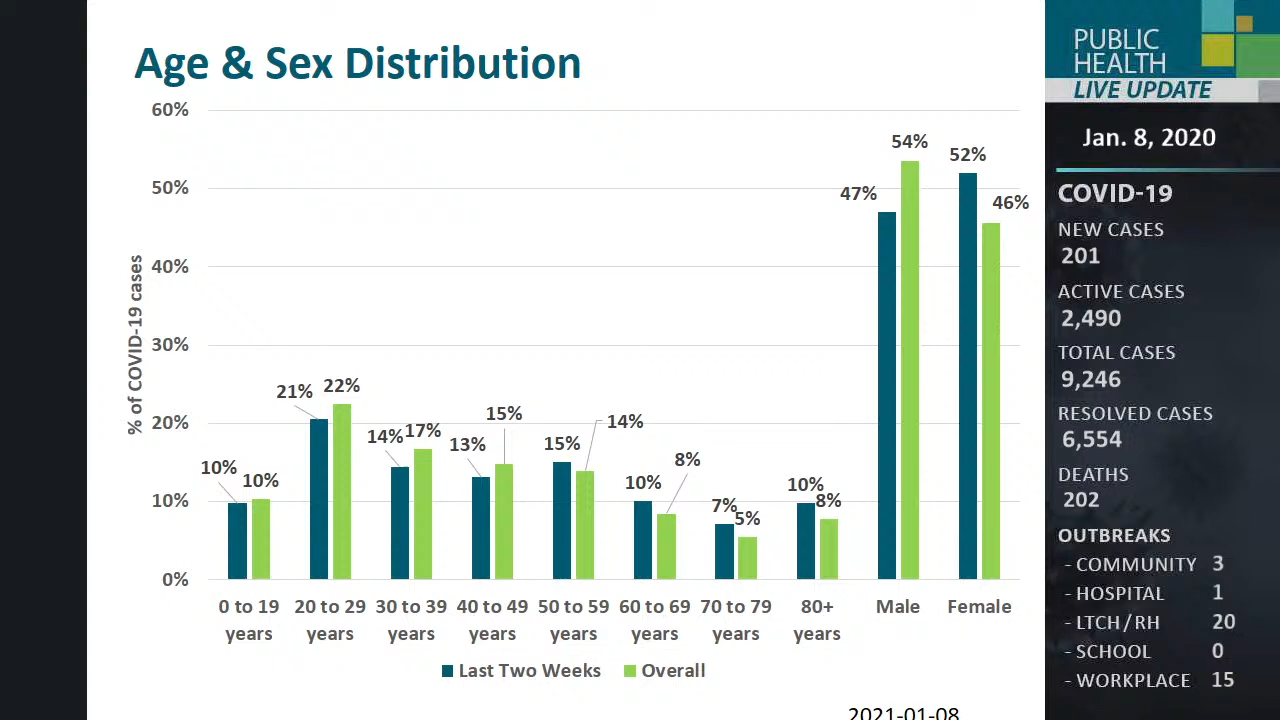 Age & Sex Distribution
60%
50%
40%
30%
20%
10%
0%
% of COVID-19 cases
10%
10%
21%
22%
14%
17%
13%
15%
15%
14%
10%
8%
7%
5%
10%
8%
47%
54%
52%
46%
0 to 19 years
20 to 29 years
30 to 39 years
40 to 49 years
50 to 59 years
60 to 69 years
70 to 79 years
80+ years
Male
Female
Last Two Weeks
Overall
2021-01-08
PUBLIC
HEALTH
LIVE UPDATE
Jan. 8, 2020
COVID-19
NEW CASES
201
ACTIVE CASES
2,490
TOTAL CASES
9,246
RESOLVED CASES
6,554
DEATHS
202
OUTBREAKS
- COMMUNITY 3
- HOSPITAL 1
- LTCH/RH 20
- SCHOOL 0
- WORKPLACE 15